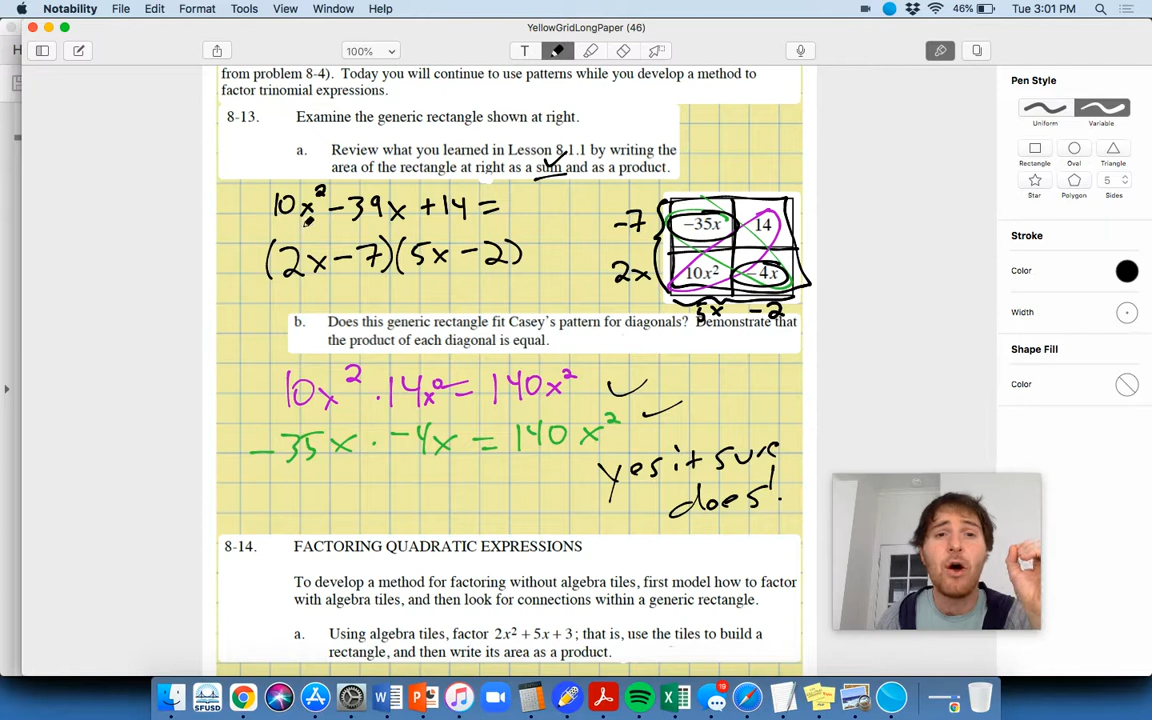 Notability File Edit Format Tools View Window Help 46% Tue 3:01 PM
YellowGridLongPaper (46)
100% T
from problem 8-4). Today you will continue to use patterns while you develop a method to
factor trinomial expressions.
8-13. Examine the generic rectangle shown at right.
a. Review what you learned in Lesson 8.1.1 by writing the
area of the rectangle at right as a sum and as a product.
10x² - 39x + 14 =
(2x - 7)(5x - 2)
-7 -35x 14
2x 10x² -4x
5x -2
b. Does this generic rectangle fit Casey's pattern for diagonals? Demonstrate that
the product of each diagonal is equal.
10x² · 14x⁰ = 140x²
-35x · -4x = 140x²
yes it sure
does!
8-14. FACTORING QUADRATIC EXPRESSIONS
To develop a method for factoring without algebra tiles, first model how to factor
with algebra tiles, and then look for connections within a generic rectangle.
a. Using algebra tiles, factor 2x² + 5x + 3; that is, use the tiles to build a
rectangle, and then write its area as a product.
Pen Style
Uniform Variable
Rectangle Oval Triangle
5
Star Polygon Sides
Stroke
Color
Width
Shape Fill
Color
SFUSD
19